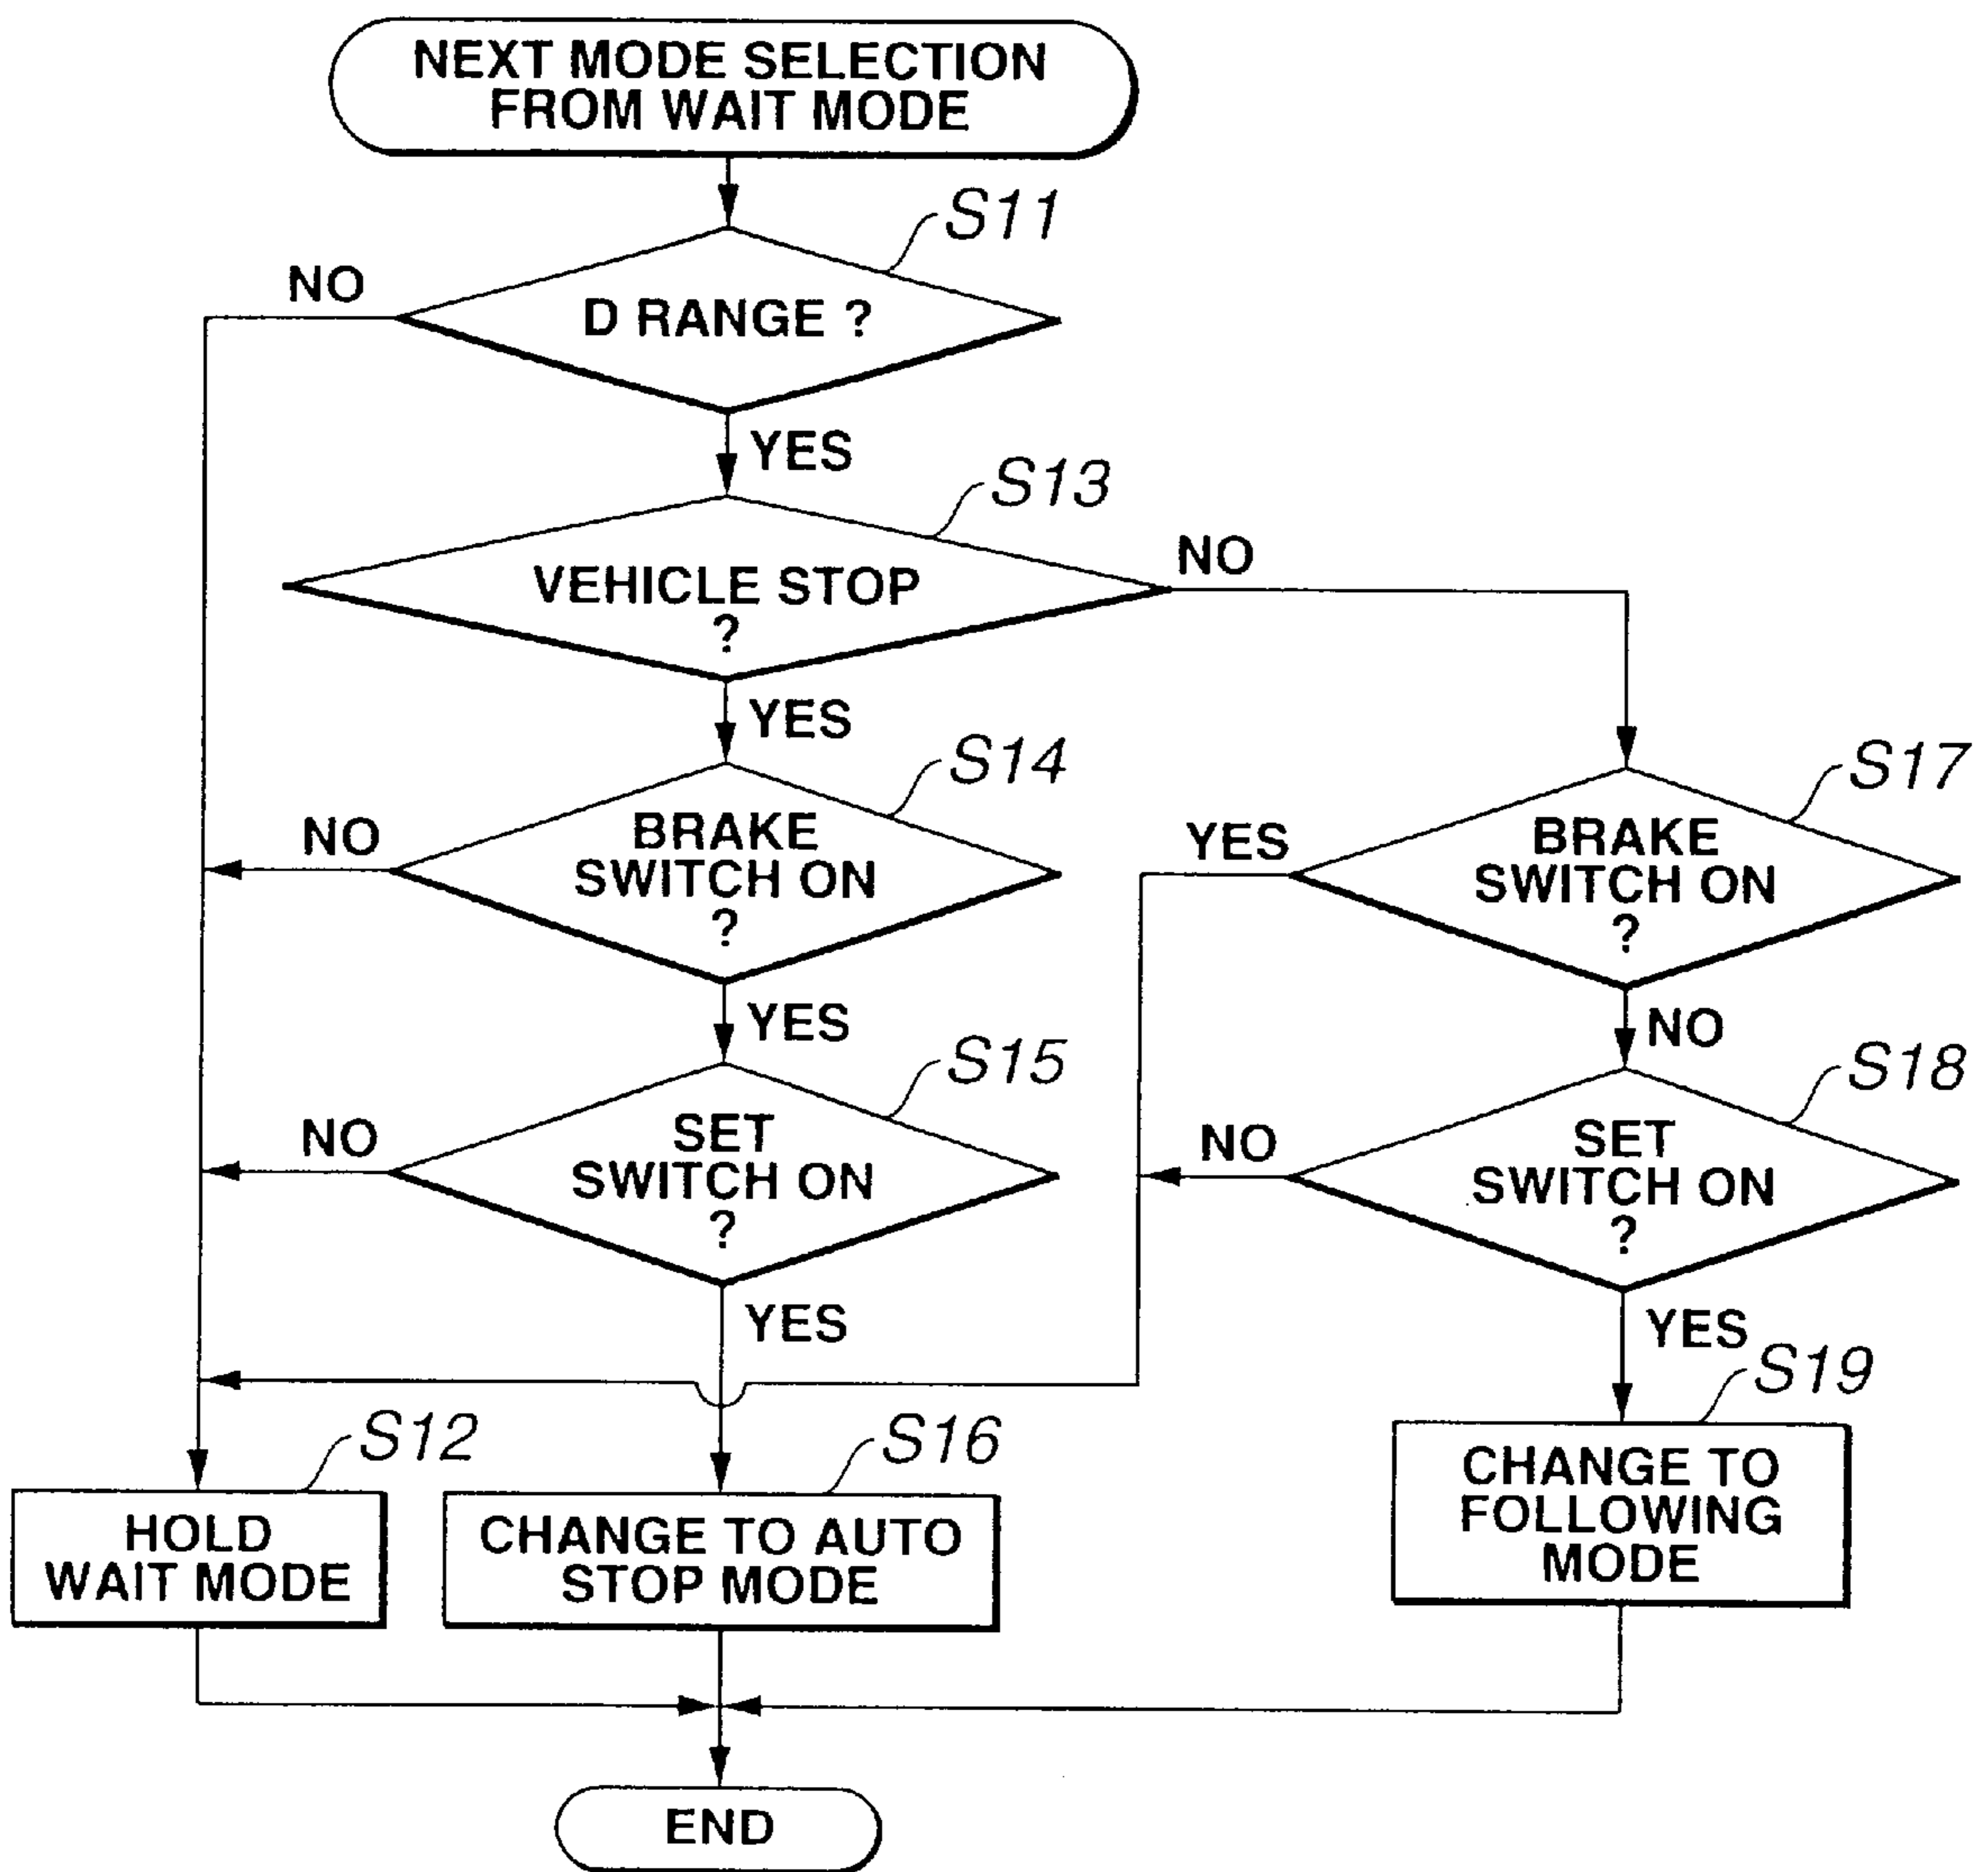 NEXT MODE SELECTION
FROM WAIT MODE
S11
NO
D RANGE ?
YES
S13
NO
VEHICLE STOP
?
YES
S14
S17
NO
BRAKE
SWITCH ON
?
YES
BRAKE
SWITCH ON
?
YES
NO
S15
S18
NO
SET
SWITCH ON
?
NO
SET
SWITCH ON
?
YES
YES
S12
S16
S19
HOLD
WAIT MODE
CHANGE TO AUTO
STOP MODE
CHANGE TO
FOLLOWING
MODE
END